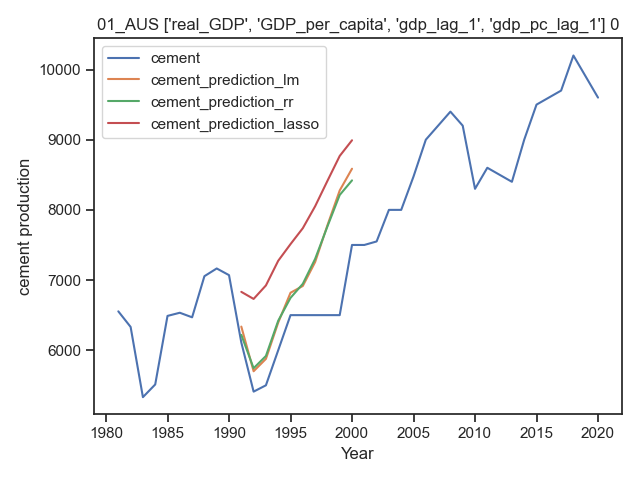 01_AUS ['real_GDP', 'GDP_per_capita', 'gdp_lag_1', 'gdp_pc_lag_1'] 0
cement
cement_prediction_lm
cement_prediction_rr
cement_prediction_lasso
10000
9000
8000
7000
6000
cement production
1980 1985 1990 1995 2000 2005 2010 2015 2020
Year